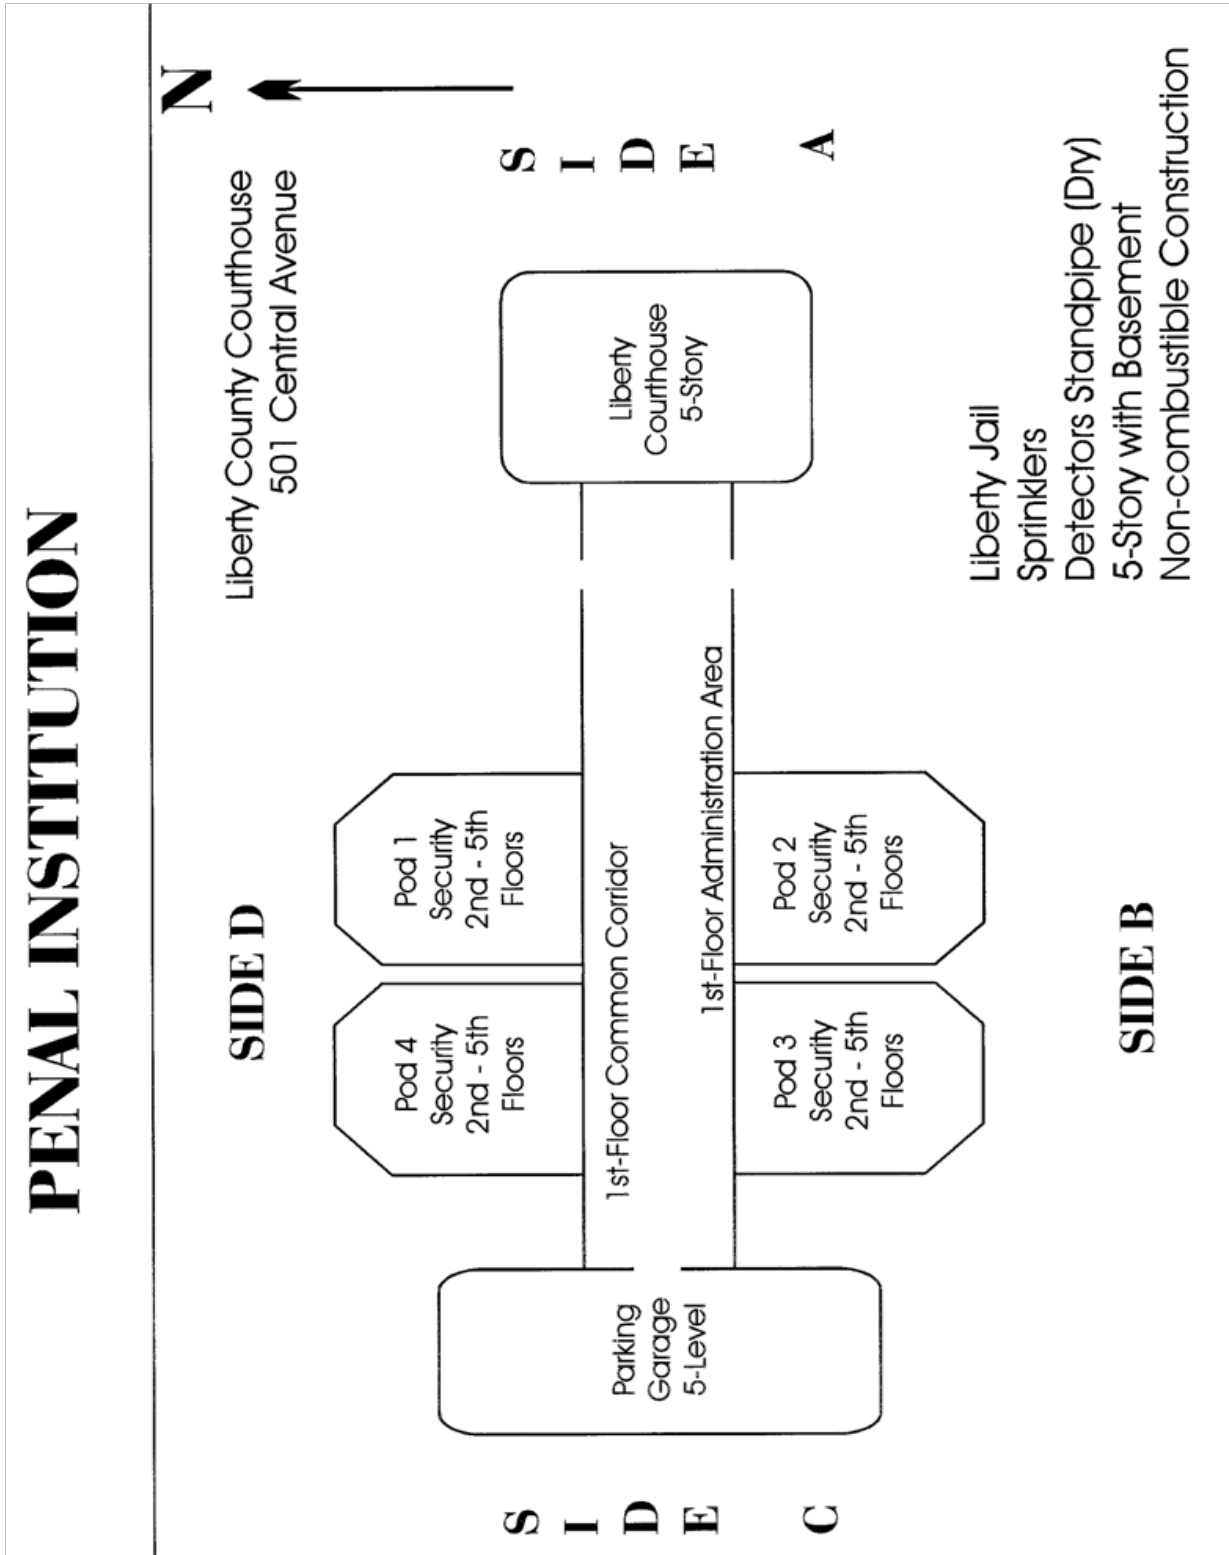 PENAL INSTITUTION
N
Liberty County Courthouse
501 Central Avenue
SIDE D
SIDE C
Parking
Garage
5-Level
Pod 4
Security
2nd - 5th
Floors
Pod 1
Security
2nd - 5th
Floors
1st-Floor Common Corridor
1st-Floor Administration Area
Pod 3
Security
2nd - 5th
Floors
Pod 2
Security
2nd - 5th
Floors
Liberty
Courthouse
5-Story
SIDE A
SIDE B
Liberty Jail
Sprinklers
Detectors Standpipe (Dry)
5-Story with Basement
Non-combustible Construction